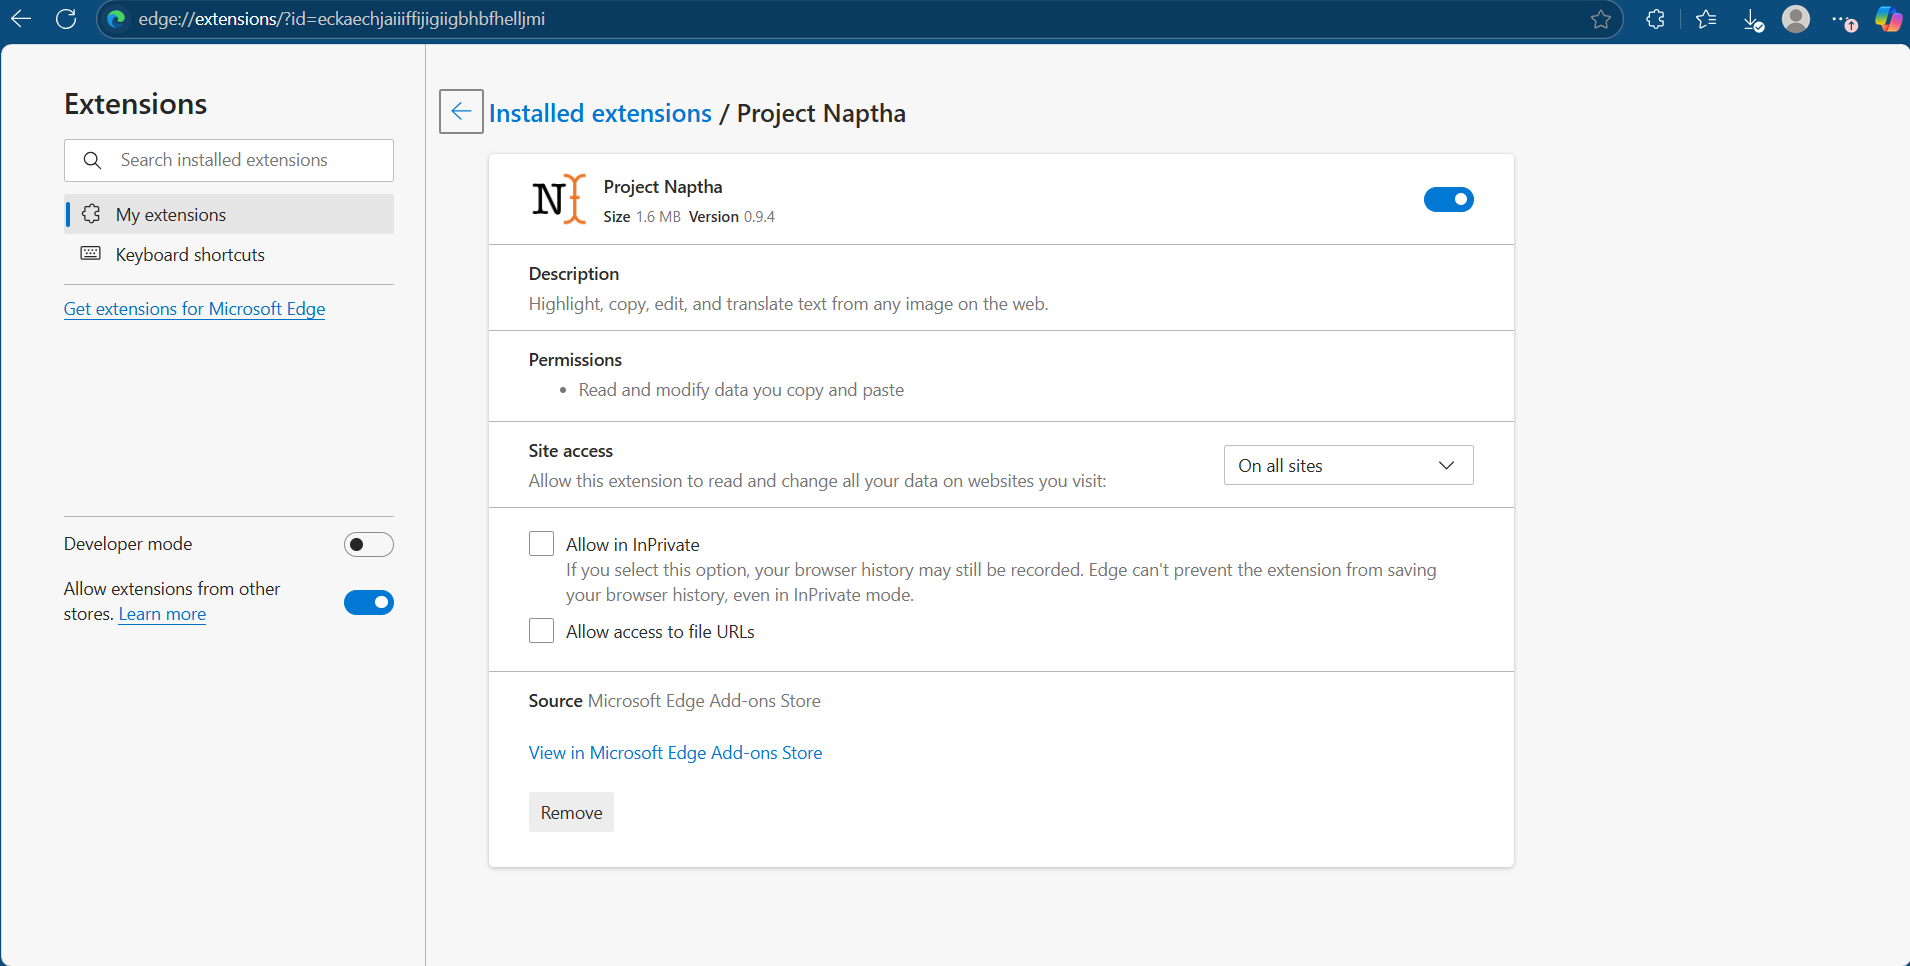 edge://extensions/?id=eckaechjaiiiffijigiigbhbfhelljmi
Extensions
Search installed extensions
My extensions
Keyboard shortcuts
Get extensions for Microsoft Edge
Developer mode
Allow extensions from other
stores. Learn more
Installed extensions / Project Naptha
Project Naptha
Size 1.6 MB Version 0.9.4
Description
Highlight, copy, edit, and translate text from any image on the web.
Permissions
• Read and modify data you copy and paste
Site access
Allow this extension to read and change all your data on websites you visit:
On all sites
Allow in InPrivate
If you select this option, your browser history may still be recorded. Edge can't prevent the extension from saving
your browser history, even in InPrivate mode.
Allow access to file URLs
Source Microsoft Edge Add-ons Store
View in Microsoft Edge Add-ons Store
Remove